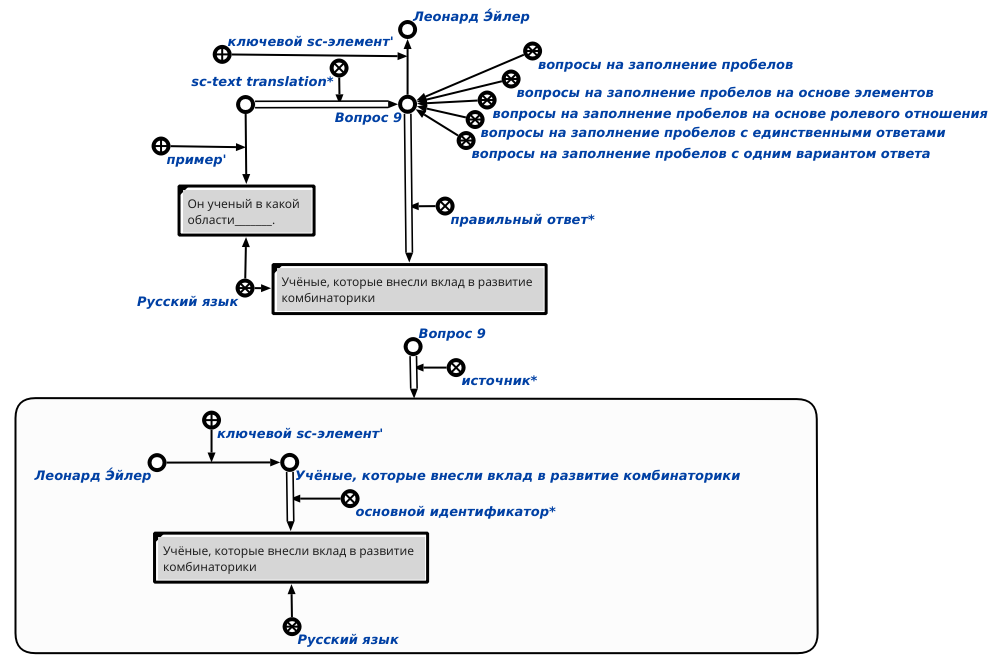 Леонард Э́йлер
ключевой sc-элемент'
вопросы на заполнение пробелов
sc-text translation*
вопросы на заполнение пробелов на основе элементов
Вопрос 9
вопросы на заполнение пробелов на основе ролевого отношения
вопросы на заполнение пробелов с единственными ответами
вопросы на заполнение пробелов с одним вариантом ответа
пример'
Он ученый в какой
области______.
правильный ответ*
Учёные, которые внесли вклад в развитие
комбинаторики
Русский язык
Вопрос 9
источник*
ключевой sc-элемент'
Леонард Э́йлер
Учёные, которые внесли вклад в развитие комбинаторики
основной идентификатор*
Учёные, которые внесли вклад в развитие
комбинаторики
Русский язык